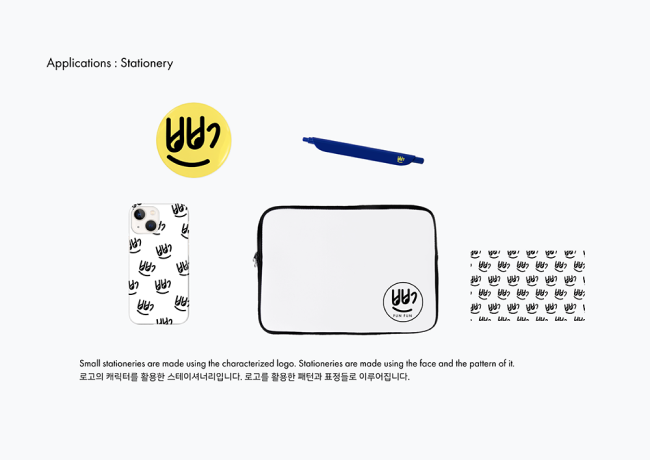 Applications : Stationery
FUN FUN
Small stationeries are made using the characterized logo. Stationeries are made using the face and the pattern of it.
로고의 캐릭터를 활용한 스테이셔너리입니다. 로고를 활용한 패턴과 표정들로 이루어집니다.